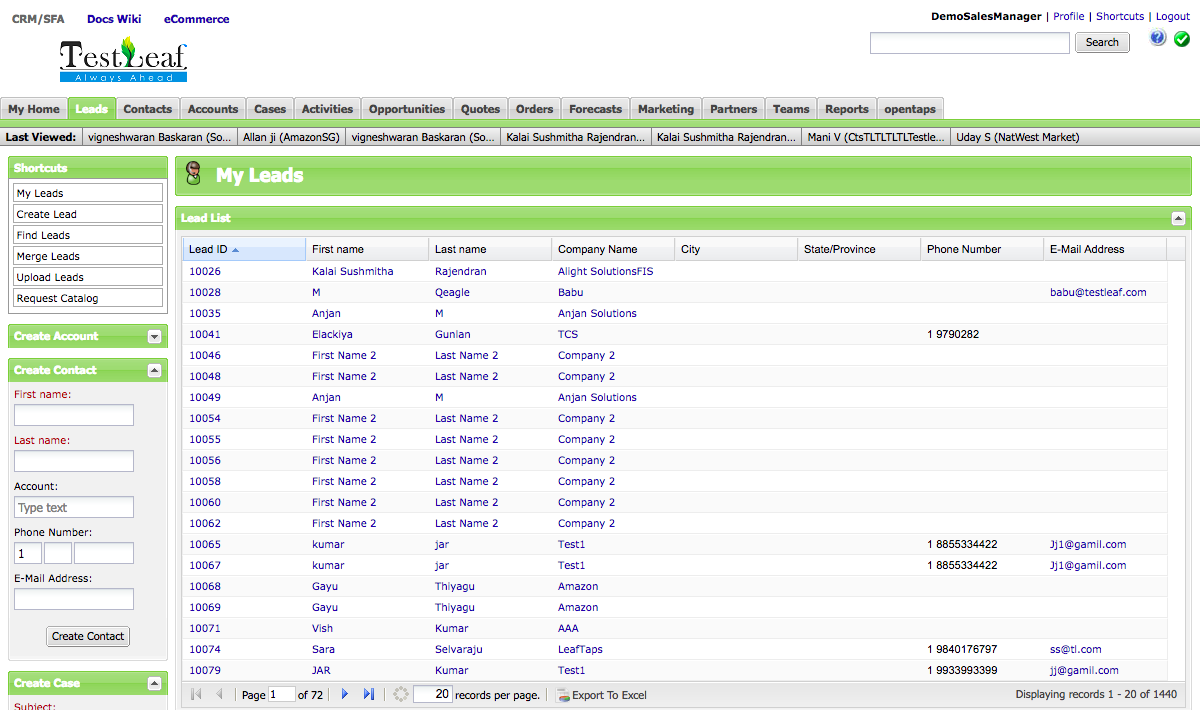 CRM/SFA Docs Wiki eCommerce
DemoSalesManager | Profile | Shortcuts | Logout
TestLeaf
Always Ahead
Search
My Home Leads Contacts Accounts Cases Activities Opportunities Quotes Orders Forecasts Marketing Partners Teams Reports opentaps
Last Viewed: vigneshwaran Baskaran (So... Allan ji (AmazonSG) vigneshwaran Baskaran (So... Kalai Sushmitha Rajendran... Kalai Sushmitha Rajendran... Mani V (CtsTLTLTLTLTestle... Uday S (NatWest Market)
Shortcuts
My Leads
Create Lead
Find Leads
Merge Leads
Upload Leads
Request Catalog
Create Account
Create Contact
First name:
Last name:
Account:
Type text
Phone Number:
1
E-Mail Address:
Create Contact
Create Case
Subject:
My Leads
Lead List
Lead ID First name Last name Company Name City State/Province Phone Number E-Mail Address
10026 Kalai Sushmitha Rajendran Alight SolutionsFIS
10028 M Qeagle Babu babu@testleaf.com
10035 Anjan M Anjan Solutions
10041 Elackiya Gunian TCS 1 9790282
10046 First Name 2 Last Name 2 Company 2
10048 First Name 2 Last Name 2 Company 2
10049 Anjan M Anjan Solutions
10054 First Name 2 Last Name 2 Company 2
10055 First Name 2 Last Name 2 Company 2
10056 First Name 2 Last Name 2 Company 2
10058 First Name 2 Last Name 2 Company 2
10060 First Name 2 Last Name 2 Company 2
10062 First Name 2 Last Name 2 Company 2
10065 kumar jar Test1 1 8855334422 Jj1@gamil.com
10067 kumar jar Test1 1 8855334422 Jj1@gamil.com
10068 Gayu Thiyagu Amazon
10069 Gayu Thiyagu Amazon
10071 Vish Kumar AAA
10074 Sara Selvaraju LeafTaps 1 9840176797 ss@tl.com
10079 JAR Kumar Test1 1 9933993399 jj@gamil.com
Page 1 of 72 20 records per page. Export To Excel Displaying records 1 - 20 of 1440